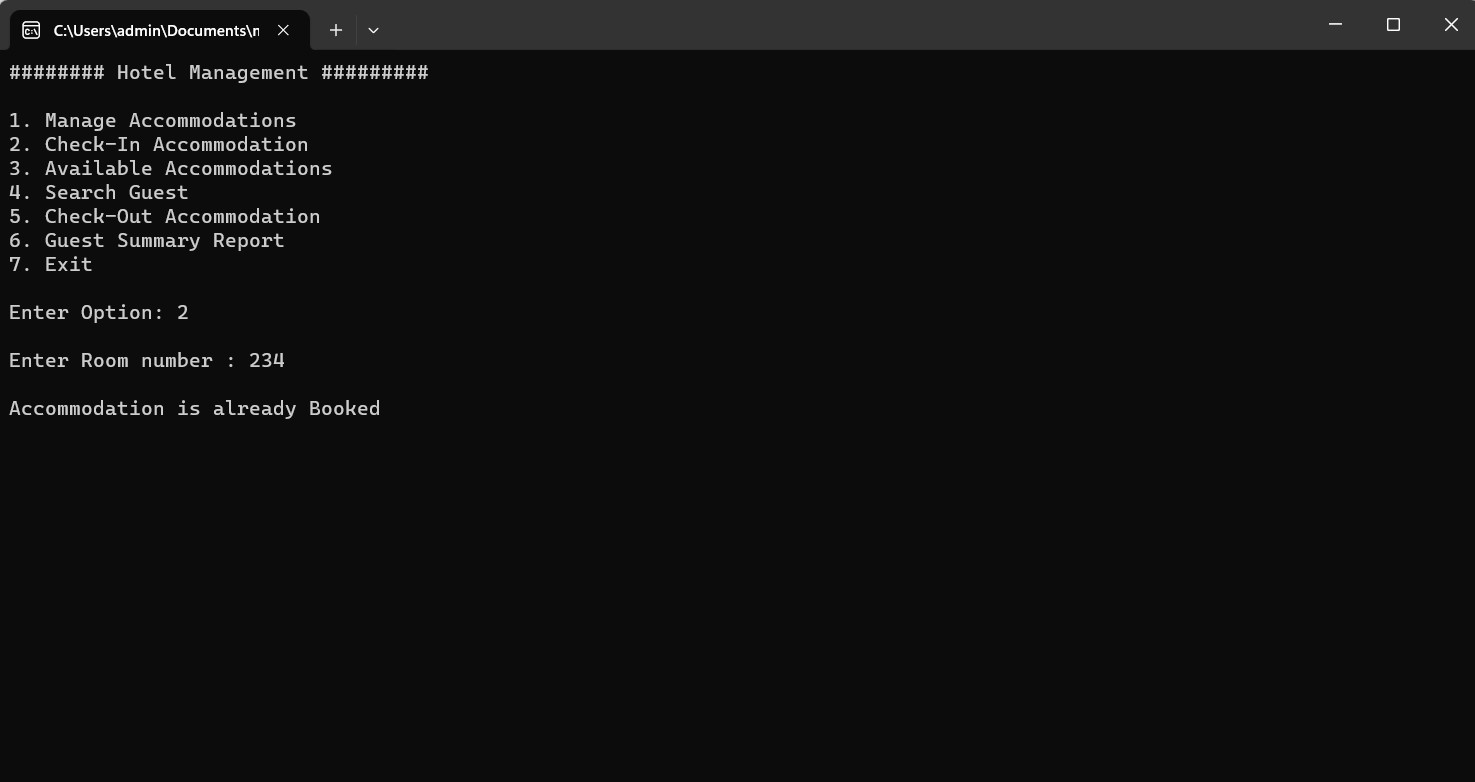 C:\Users\admin\Documents\n
######## Hotel Management #########
1. Manage Accommodations
2. Check-In Accommodation
3. Available Accommodations
4. Search Guest
5. Check-Out Accommodation
6. Guest Summary Report
7. Exit
Enter Option: 2
Enter Room number : 234
Accommodation is already Booked